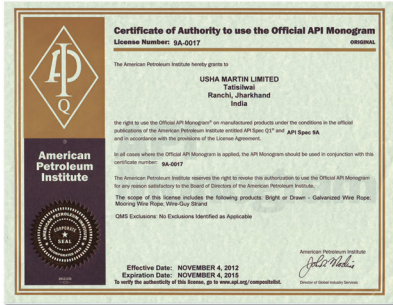 Certificate of Authority to use the Official API Monogram
License Number: 9A-0017
ORIGINAL
The American Petroleum Institute hereby grants to
USHA MARTIN LIMITED
Tatisilwai
Ranchi, Jharkhand
India
the right to use the Official API Monogram® on manufactured products under the conditions in the official
publications of the American Petroleum Institute entitled API Spec Q1® and API Spec 9A
and in accordance with the provisions of the License Agreement.
In all cases where the Official API Monogram is applied, the API Monogram should be used in conjunction with this
certificate number: 9A-0017
The American Petroleum Institute reserves the right to revoke this authorization to use the Official API Monogram
for any reason satisfactory to the Board of Directors of the American Petroleum Institute.
The scope of this license includes the following products: Bright or Drawn - Galvanized Wire Rope;
Mooring Wire Rope; Wire-Guy Strand
QMS Exclusions: No Exclusions Identified as Applicable
American Petroleum Institute
Effective Date: NOVEMBER 4, 2012
Expiration Date: NOVEMBER 4, 2015
To verify the authenticity of this license, go to www.api.org/compositelist.
Director of Global Industry Services
API
Q
American
Petroleum
Institute
AMERICAN PETROLEUM INSTITUTE
CORPORATE
SEAL